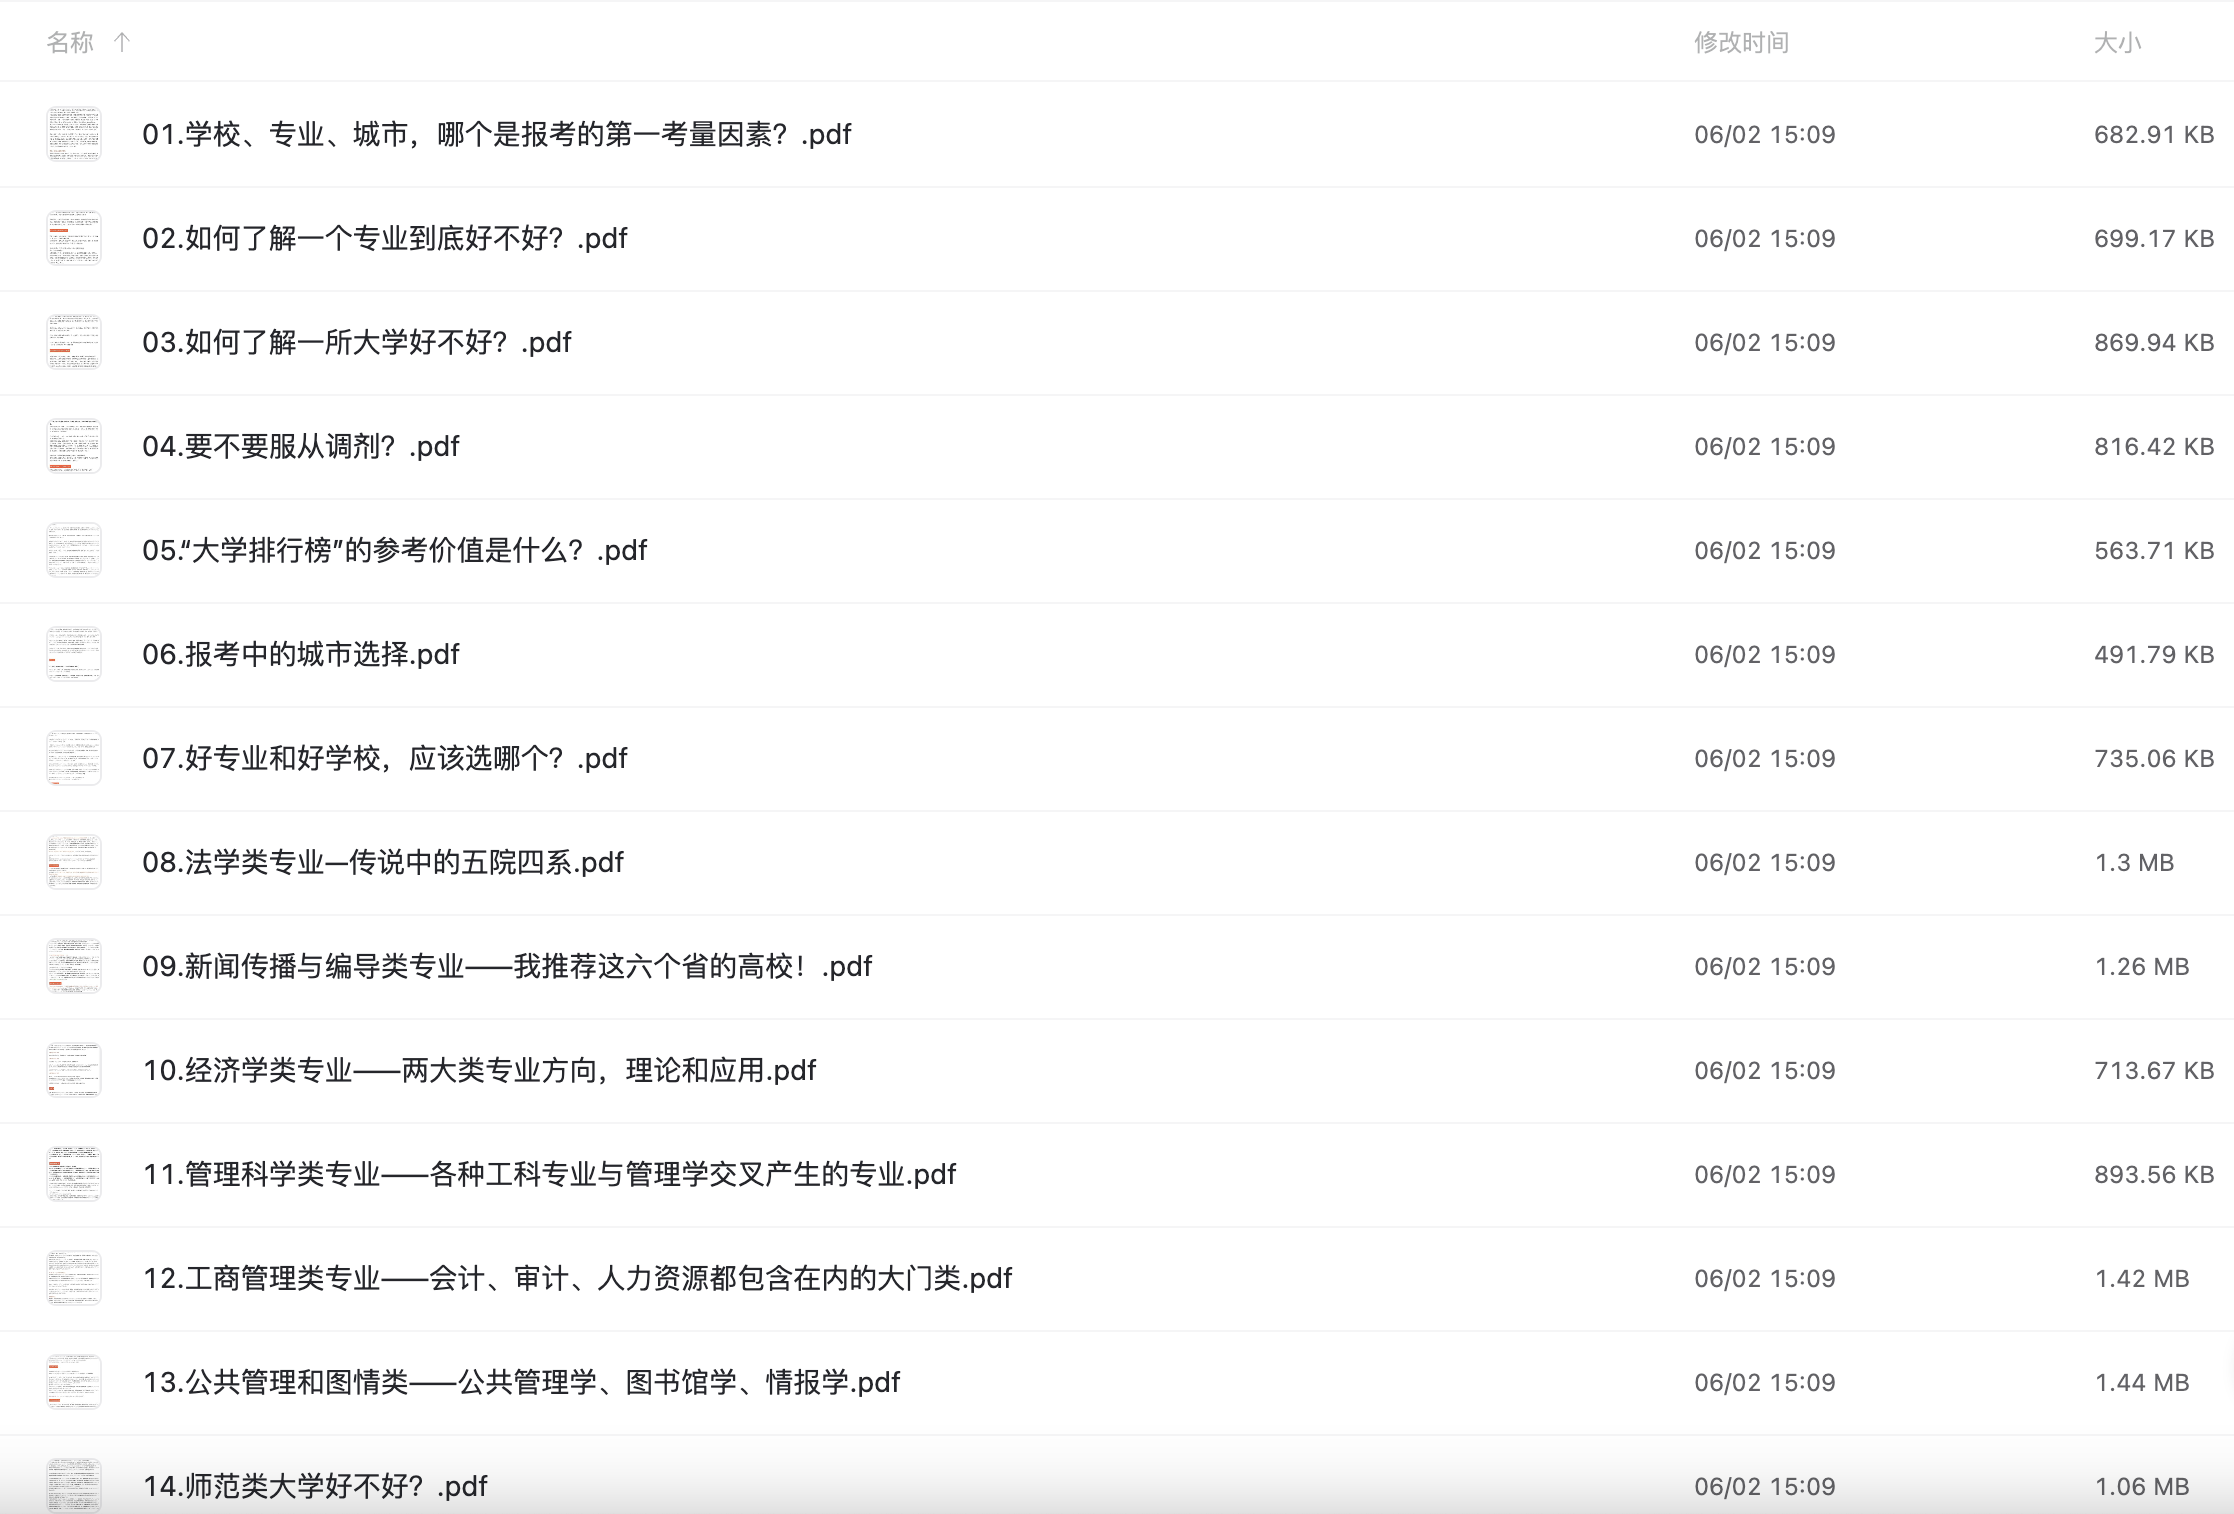 名称 ↑ 修改时间 大小
01.学校、专业、城市，哪个是报考的第一考量因素？.pdf 06/02 15:09 682.91 KB
02.如何了解一个专业到底好不好？.pdf 06/02 15:09 699.17 KB
03.如何了解一所大学好不好？.pdf 06/02 15:09 869.94 KB
04.要不要服从调剂？.pdf 06/02 15:09 816.42 KB
05.“大学排行榜”的参考价值是什么？.pdf 06/02 15:09 563.71 KB
06.报考中的城市选择.pdf 06/02 15:09 491.79 KB
07.好专业和好学校，应该选哪个？.pdf 06/02 15:09 735.06 KB
08.法学类专业—传说中的五院四系.pdf 06/02 15:09 1.3 MB
09.新闻传播与编导类专业——我推荐这六个省的高校！.pdf 06/02 15:09 1.26 MB
10.经济学类专业——两大类专业方向，理论和应用.pdf 06/02 15:09 713.67 KB
11.管理科学类专业——各种工科专业与管理学交叉产生的专业.pdf 06/02 15:09 893.56 KB
12.工商管理类专业——会计、审计、人力资源都包含在内的大门类.pdf 06/02 15:09 1.42 MB
13.公共管理和图情类——公共管理学、图书馆学、情报学.pdf 06/02 15:09 1.44 MB
14.师范类大学好不好？.pdf 06/02 15:09 1.06 MB